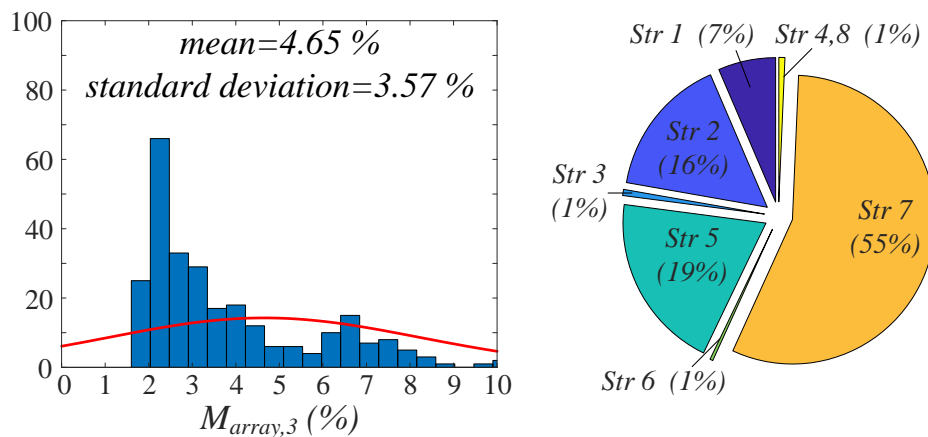 100
80
60
40
20
0
mean=4.65 %
standard deviation=3.57 %
0 1 2 3 4 5 6 7 8 9 10
M_array,3 (%)
Str 1 (7%)
Str 4,8 (1%)
Str 2
(16%)
Str 3
(1%)
Str 7
(55%)
Str 5
(19%)
Str 6 (1%)